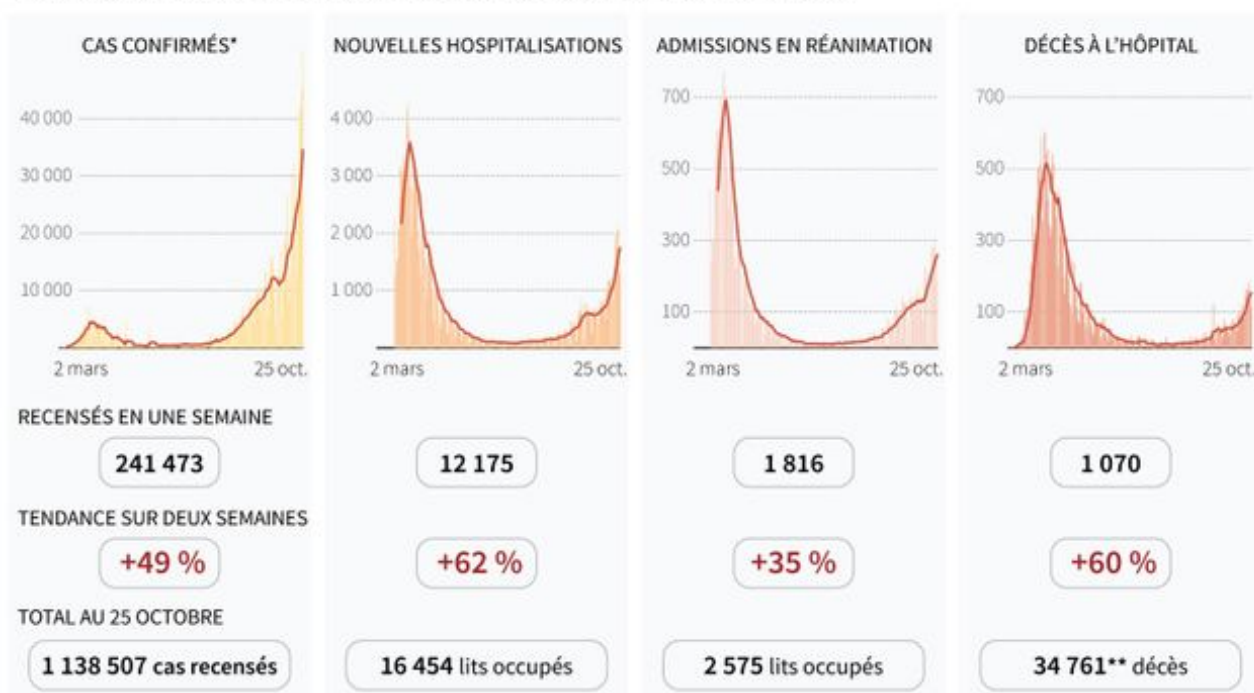 CAS CONFIRMÉS*
40 000
30 000
20 000
10 000
2 mars 25 oct.
NOUVELLES HOSPITALISATIONS
4 000
3 000
2 000
1 000
2 mars 25 oct.
ADMISSIONS EN RÉANIMATION
700
500
300
100
2 mars 25 oct.
DÉCÈS À L'HÔPITAL
700
500
300
100
2 mars 25 oct.
RECENSÉS EN UNE SEMAINE
241 473 12 175 1 816 1 070
TENDANCE SUR DEUX SEMAINES
+49 % +62 % +35 % +60 %
TOTAL AU 25 OCTOBRE
1 138 507 cas recensés 16 454 lits occupés 2 575 lits occupés 34 761** décès